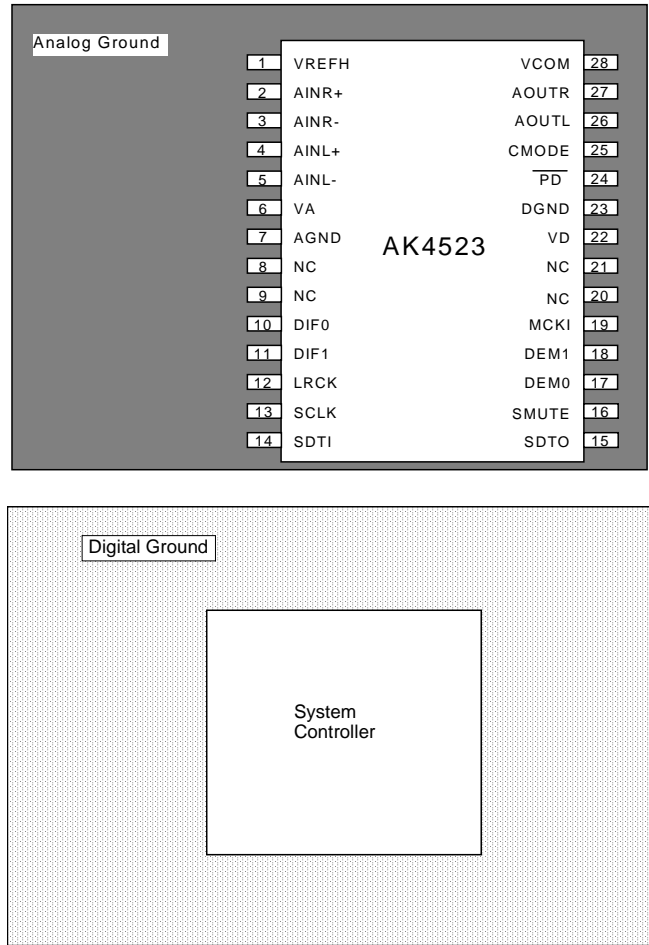 Analog Ground
1 VREFH VCOM 28
2 AINR+ AOUTR 27
3 AINR- AOUTL 26
4 AINL+ CMODE 25
5 AINL- PD 24
6 VA DGND 23
7 AGND VD 22
AK4523
8 NC NC 21
9 NC NC 20
10 DIF0 MCKI 19
11 DIF1 DEM1 18
12 LRCK DEM0 17
13 SCLK SMUTE 16
14 SDTI SDTO 15
Digital Ground
System
Controller